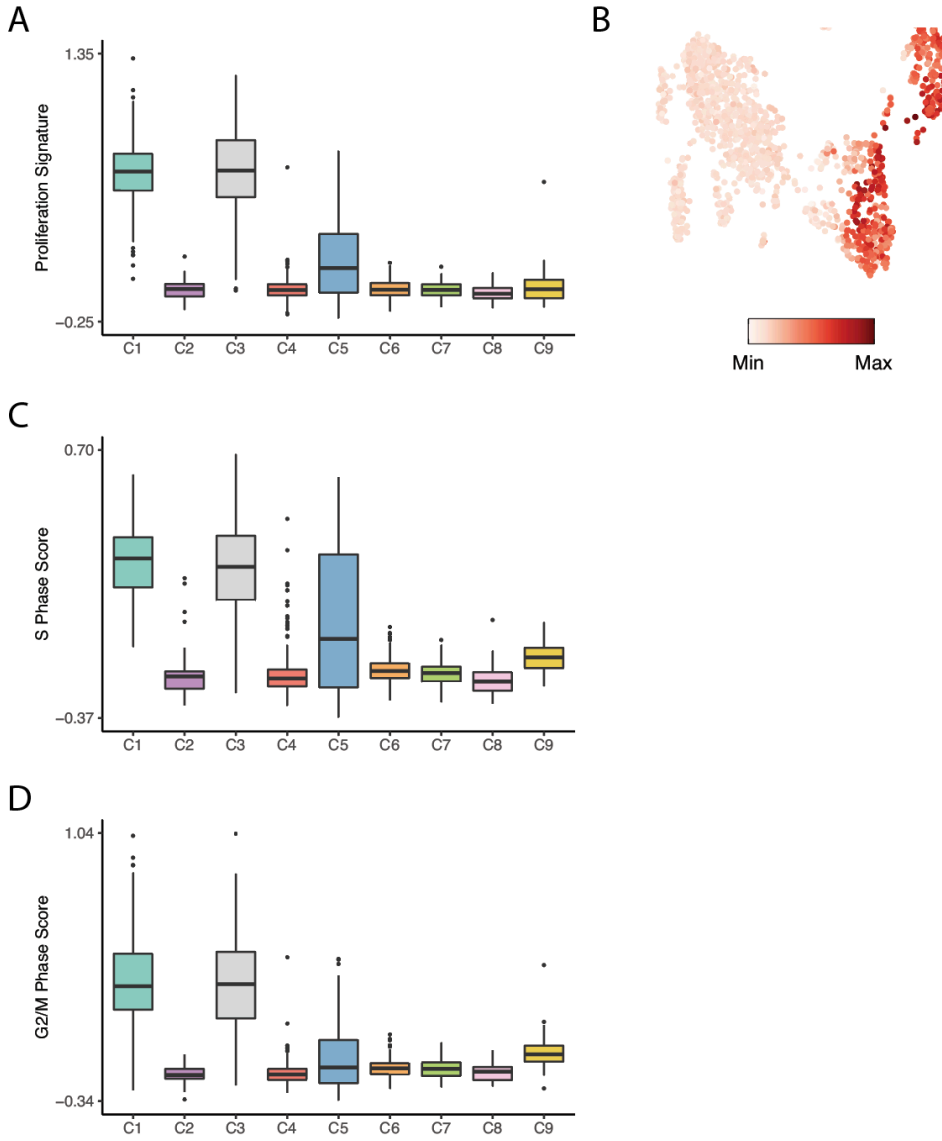 A
B
1.35
Proliferation Signature
−0.25
C1 C2 C3 C4 C5 C6 C7 C8 C9
Min Max
C
0.70
S Phase Score
−0.37
C1 C2 C3 C4 C5 C6 C7 C8 C9
D
1.04
G2/M Phase Score
−0.34
C1 C2 C3 C4 C5 C6 C7 C8 C9